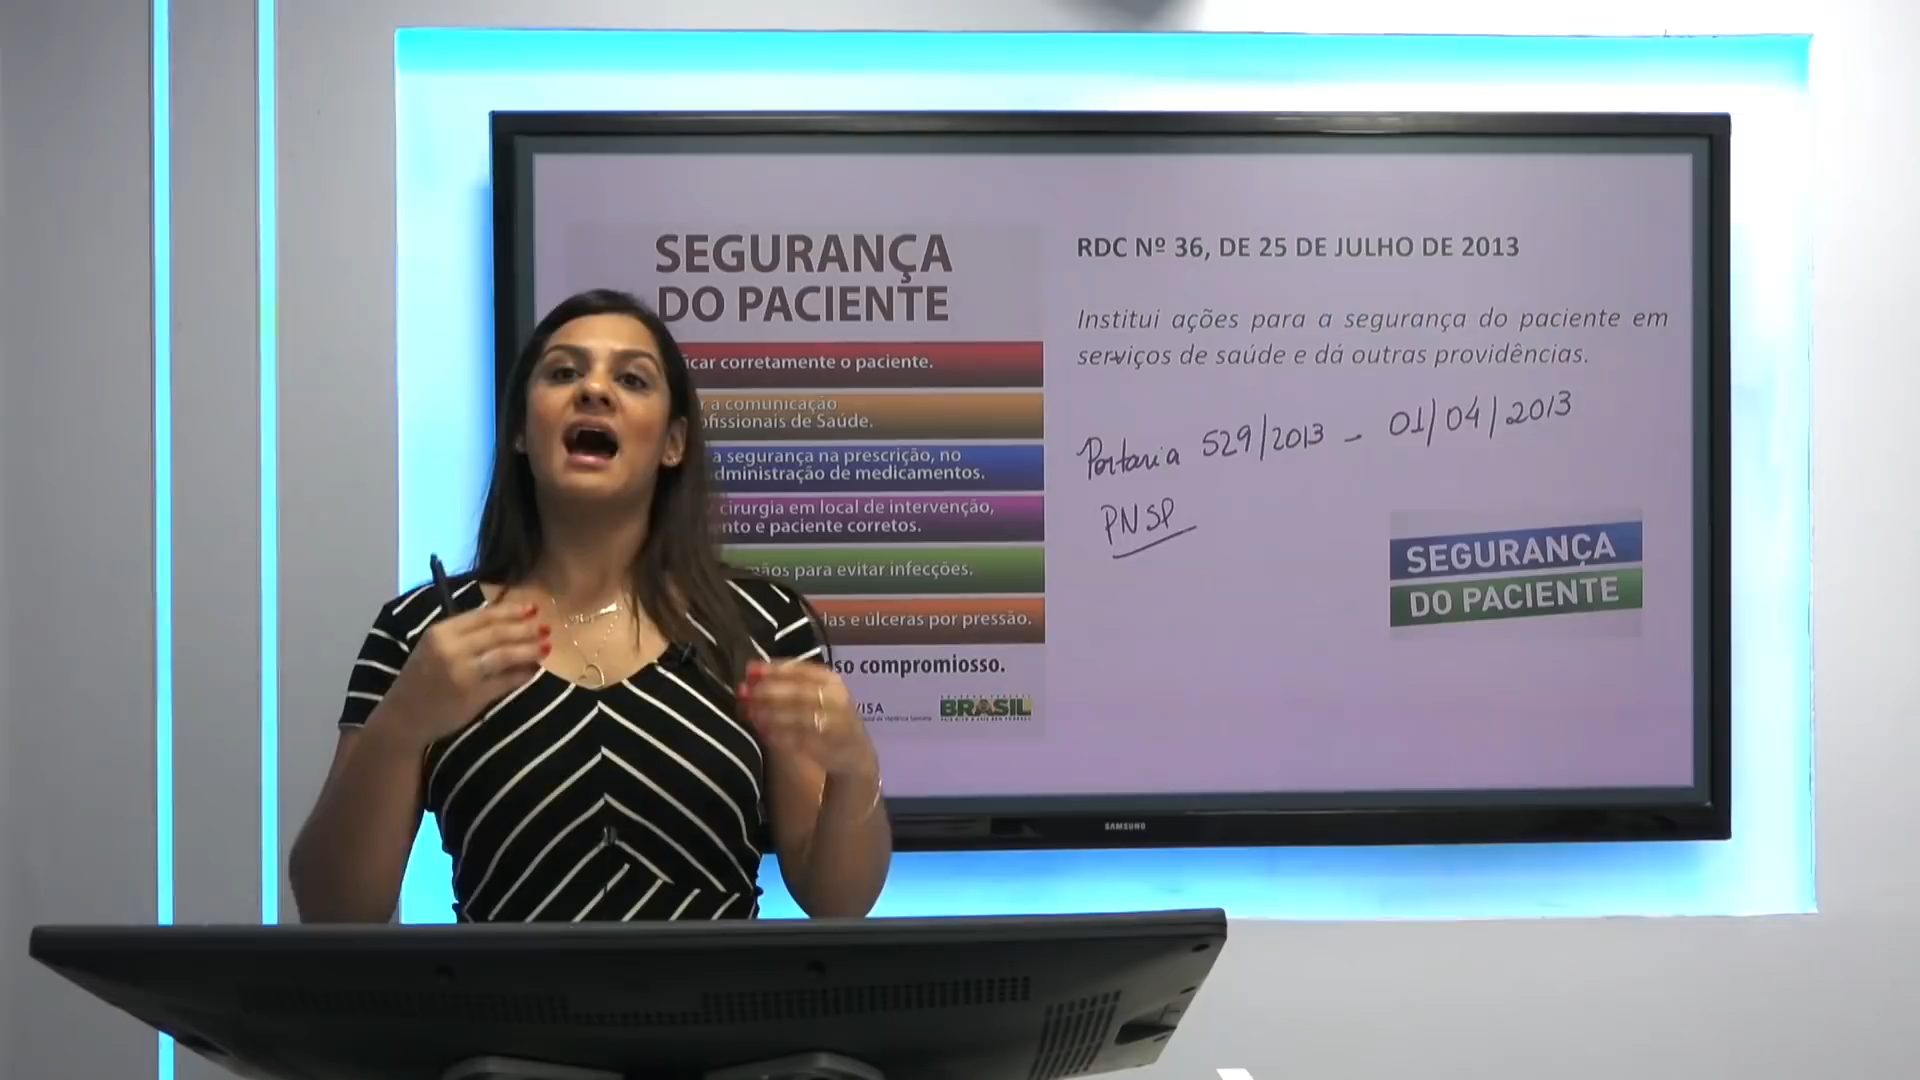 SEGURANÇA
DO PACIENTE
icar corretamente o paciente.
r a comunicação
ofissionais de Saúde.
a segurança na prescrição, no
dministração de medicamentos.
cirurgia em local de intervenção,
nto e paciente corretos.
mãos para evitar infecções.
das e úlceras por pressão.
so compromiosso.
VISA
BRASIL
RDC Nº 36, DE 25 DE JULHO DE 2013
Institui ações para a segurança do paciente em
serviços de saúde e dá outras providências.
Portaria 529/2013 - 01/04/2013
PNSP
SEGURANÇA
DO PACIENTE
SAMSUNG